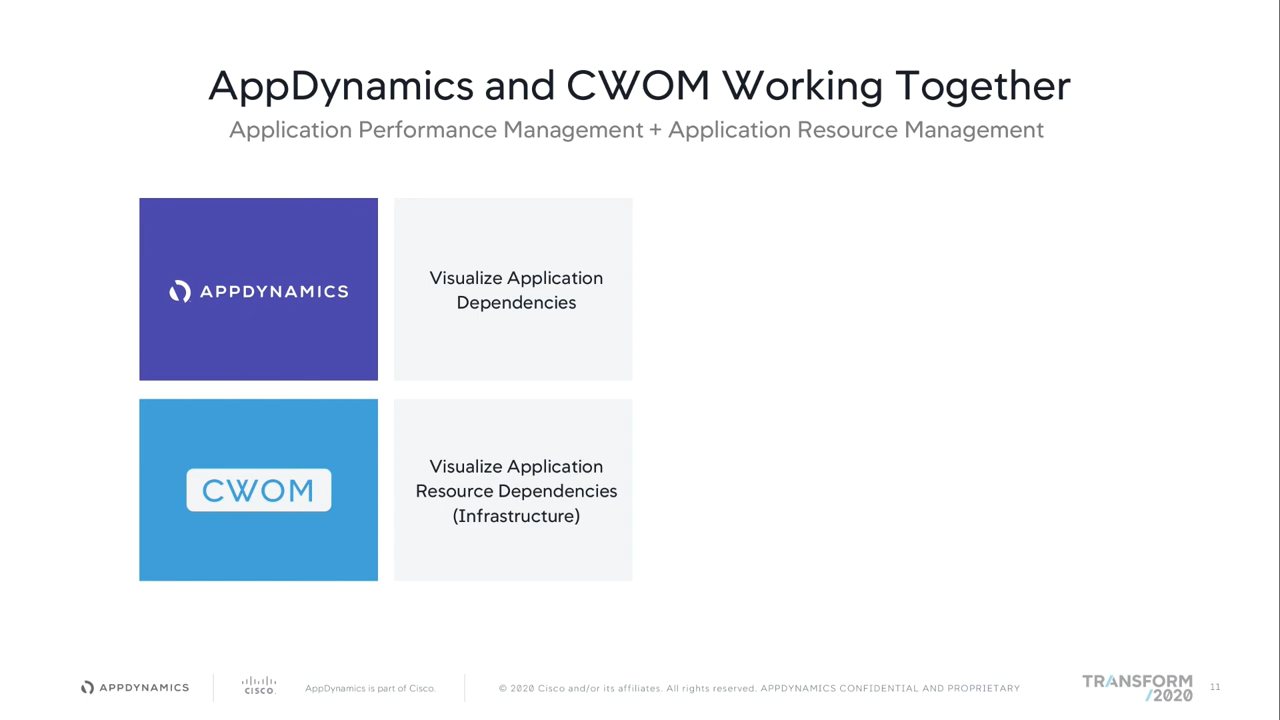 AppDynamics and CWOM Working Together
Application Performance Management + Application Resource Management
APPDYNAMICS
Visualize Application
Dependencies
CWOM
Visualize Application
Resource Dependencies
(Infrastructure)
APPDYNAMICS
CISCO
AppDynamics is part of Cisco.
© 2020 Cisco and/or its affiliates. All rights reserved. APPDYNAMICS CONFIDENTIAL AND PROPRIETARY
TRANSFORM
/2020
11